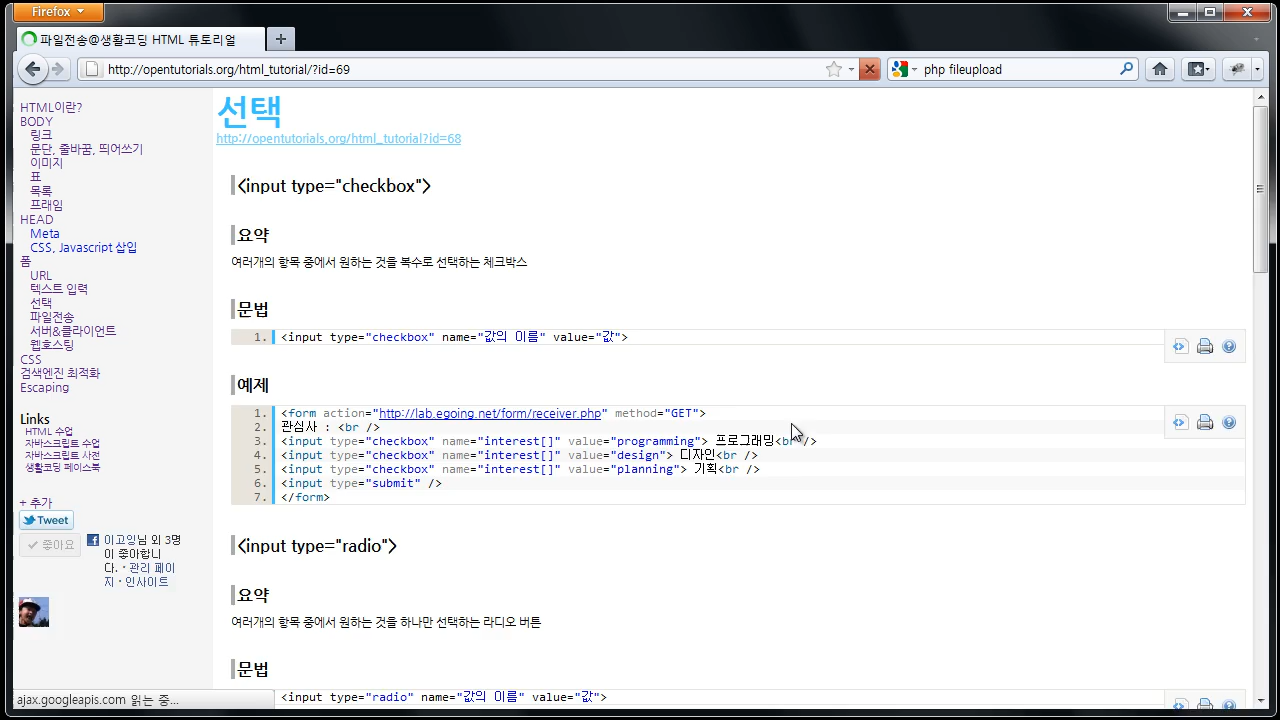 Firefox
파일전송@생활코딩 HTML 튜토리얼
http://opentutorials.org/html_tutorial/?id=69
php fileupload
HTML이란?
BODY
링크
문단, 줄바꿈, 띄어쓰기
이미지
표
목록
프래임
HEAD
Meta
CSS, Javascript 삽입
폼
URL
텍스트 입력
선택
파일전송
서버&클라이언트
웹호스팅
CSS
검색엔진 최적화
Escaping
Links
HTML 수업
자바스크립트 수업
자바스크립트 사전
생활코딩 페이스북
+ 추가
Tweet
좋아요
이고잉님 외 3명
이 좋아합니
다. · 관리 페이
지 · 인사이트
선택
http://opentutorials.org/html_tutorial?id=68
<input type="checkbox">
요약
여러개의 항목 중에서 원하는 것을 복수로 선택하는 체크박스
문법
1. <input type="checkbox" name="값의 이름" value="값">
예제
1. <form action="http://lab.egoing.net/form/receiver.php" method="GET">
2. 관심사 : <br />
3. <input type="checkbox" name="interest[]" value="programming"> 프로그래밍<br />
4. <input type="checkbox" name="interest[]" value="design"> 디자인<br />
5. <input type="checkbox" name="interest[]" value="planning"> 기획<br />
6. <input type="submit" />
7. </form>
<input type="radio">
요약
여러개의 항목 중에서 원하는 것을 하나만 선택하는 라디오 버튼
문법
<input type="radio" name="값의 이름" value="값">
ajax.googleapis.com 읽는 중...